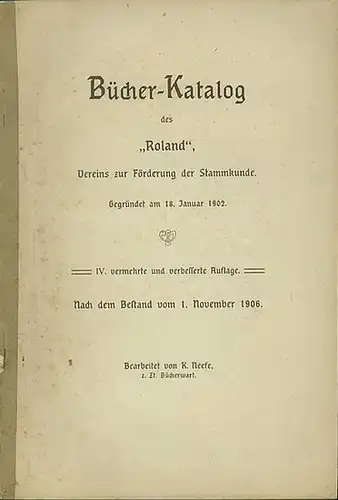 Bücher-Katalog
des
„Roland“,
Vereins zur Förderung der Stammkunde.
Gegründet am 18. Januar 1902.
IV. vermehrte und verbesserte Auflage.
Nach dem Bestand vom 1. November 1906.
Bearbeitet von K. Neefe,
z. Zt. Bücherwart.